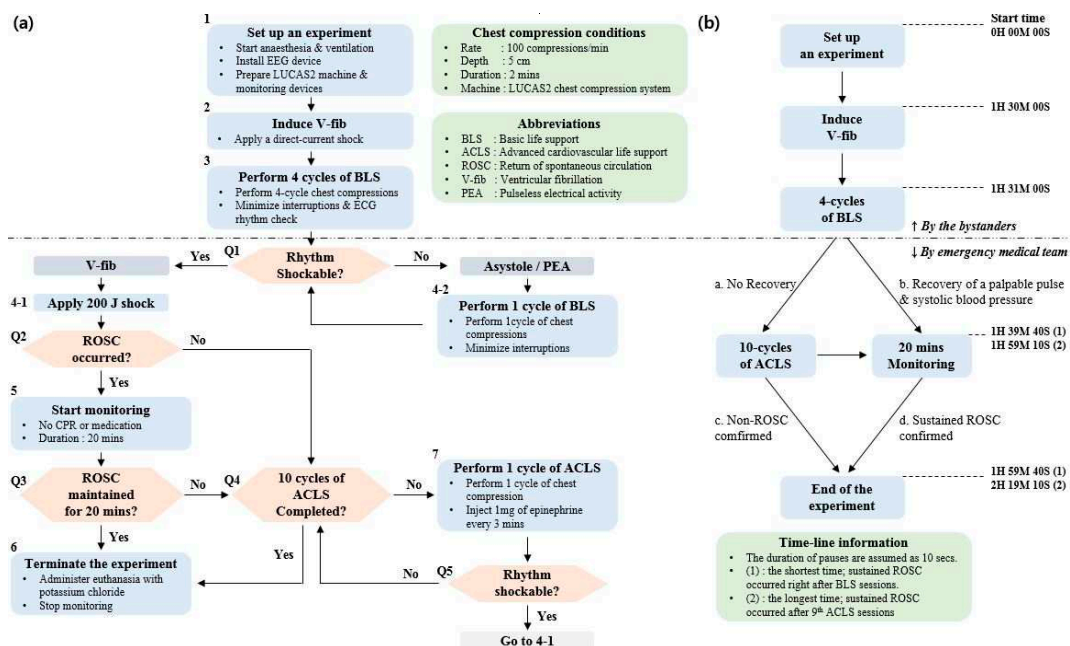 (a)
1
Set up an experiment
• Start anaesthesia & ventilation
• Install EEG device
• Prepare LUCAS2 machine &
monitoring devices
Chest compression conditions
• Rate : 100 compressions/min
• Depth : 5 cm
• Duration : 2 mins
• Machine : LUCAS2 chest compression system
2
Induce V-fib
• Apply a direct-current shock
Abbreviations
• BLS : Basic life support
• ACLS : Advanced cardiovascular life support
• ROSC : Return of spontaneous circulation
• V-fib : Ventricular fibrillation
• PEA : Pulseless electrical activity
3
Perform 4 cycles of BLS
• Perform 4-cycle chest compressions
• Minimize interruptions & ECG
rhythm check
Q1
Rhythm
Shockable?
Yes
No
V-fib
Asystole / PEA
4-1
Apply 200 J shock
4-2
Perform 1 cycle of BLS
• Perform 1cycle of chest
compressions
• Minimize interruptions
Q2
ROSC
occurred?
No
Yes
5
Start monitoring
• No CPR or medication
• Duration : 20 mins
Q3
ROSC
maintained
for 20 mins?
No
Yes
Q4
10 cycles of
ACLS
Completed?
No
Yes
7
Perform 1 cycle of ACLS
• Perform 1 cycle of chest
compression
• Inject 1mg of epinephrine
every 3 mins
6
Terminate the experiment
• Administer euthanasia with
potassium chloride
• Stop monitoring
No
Q5
Rhythm
shockable?
Yes
Go to 4-1
(b)
Start time
0H 00M 00S
Set up
an experiment
1H 30M 00S
Induce
V-fib
1H 31M 00S
4-cycles
of BLS
↑ By the bystanders
↓ By emergency medical team
a. No Recovery
b. Recovery of a palpable pulse
& systolic blood pressure
1H 39M 40S (1)
1H 59M 10S (2)
10-cycles
of ACLS
20 mins
Monitoring
c. Non-ROSC
comfirmed
d. Sustained ROSC
confirmed
1H 59M 40S (1)
2H 19M 10S (2)
End of the
experiment
Time-line information
• The duration of pauses are assumed as 10 secs.
• (1) : the shortest time; sustained ROSC
occurred right after BLS sessions.
• (2) : the longest time; sustained ROSC
occurred after 9th ACLS sessions